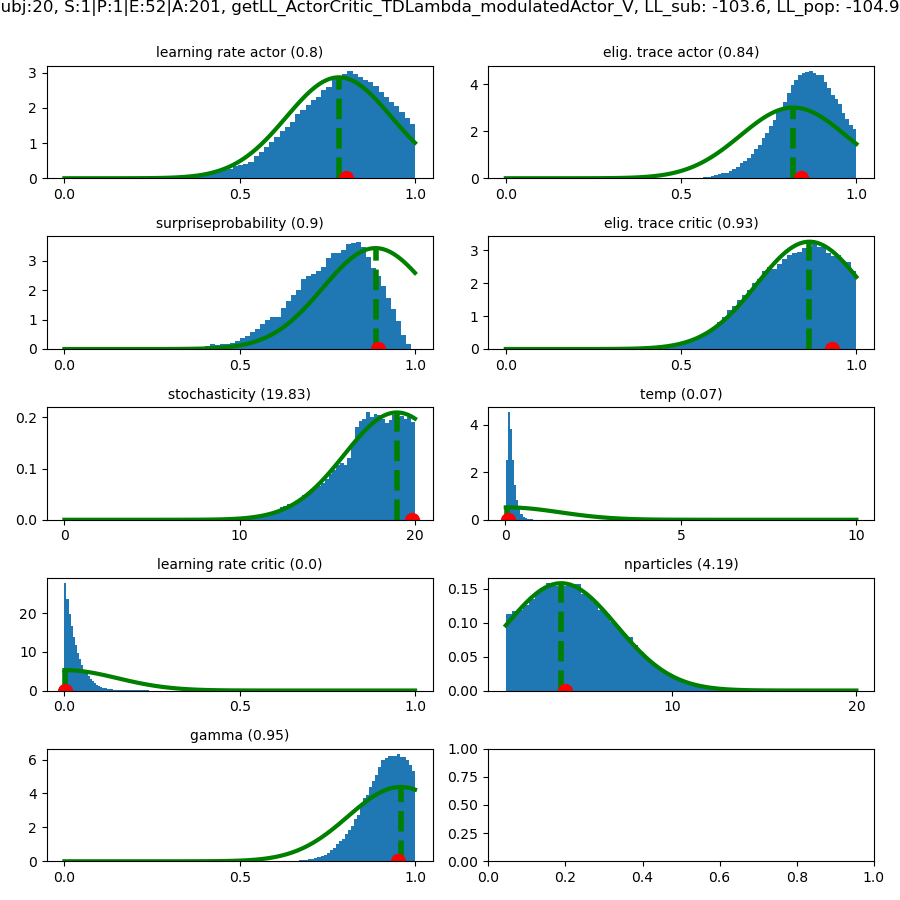 ubj:20, S:1|P:1|E:52|A:201, getLL_ActorCritic_TDLambda_modulatedActor_V, LL_sub: -103.6, LL_pop: -104.9
learning rate actor (0.8)
3
2
1
0
0.0 0.5 1.0
elig. trace actor (0.84)
4
2
0
0.0 0.5 1.0
surpriseprobability (0.9)
3
2
1
0
0.0 0.5 1.0
elig. trace critic (0.93)
3
2
1
0
0.0 0.5 1.0
stochasticity (19.83)
0.2
0.1
0.0
0 10 20
temp (0.07)
4
2
0
0 5 10
learning rate critic (0.0)
20
10
0
0.0 0.5 1.0
nparticles (4.19)
0.15
0.10
0.05
0.00
10 20
gamma (0.95)
6
4
2
0
0.0 0.5 1.0
1.00
0.75
0.50
0.25
0.00
0.0 0.2 0.4 0.6 0.8 1.0